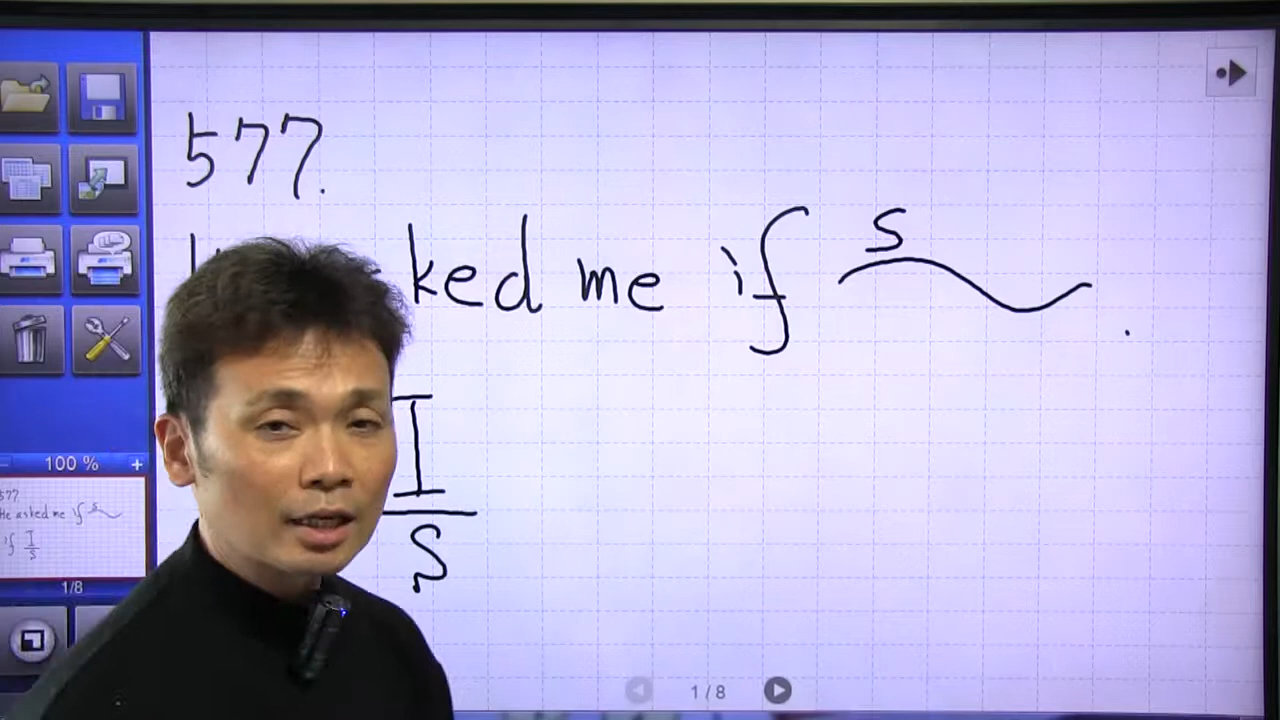 577.
ked me if s .
I
S
100 %
577.
He asked me if s
if I
s
1/8
1 / 8